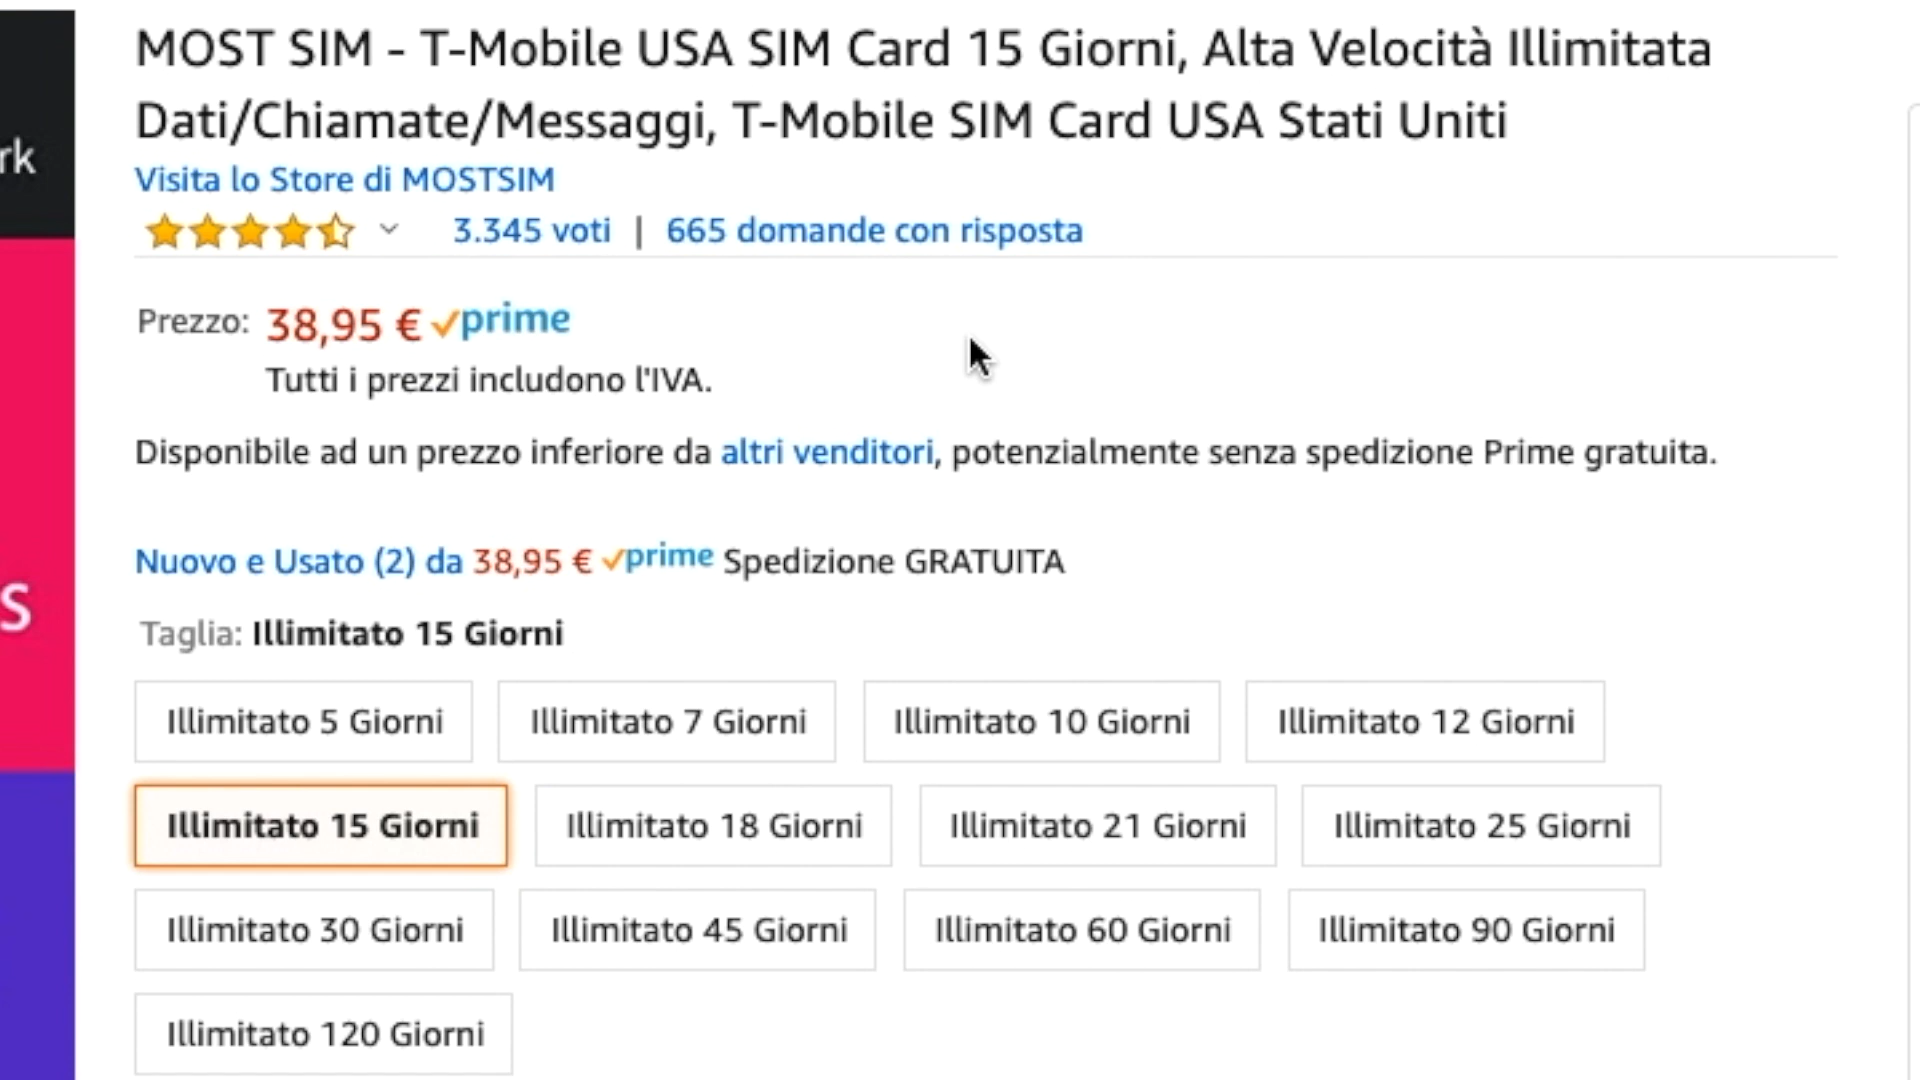 MOST SIM - T-Mobile USA SIM Card 15 Giorni, Alta Velocità Illimitata
Dati/Chiamate/Messaggi, T-Mobile SIM Card USA Stati Uniti
rk
Visita lo Store di MOSTSIM
3.345 voti | 665 domande con risposta
Prezzo: 38,95 € prime
Tutti i prezzi includono l'IVA.
Disponibile ad un prezzo inferiore da altri venditori, potenzialmente senza spedizione Prime gratuita.
Nuovo e Usato (2) da 38,95 € prime Spedizione GRATUITA
S
Taglia: Illimitato 15 Giorni
Illimitato 5 Giorni Illimitato 7 Giorni Illimitato 10 Giorni Illimitato 12 Giorni
Illimitato 15 Giorni Illimitato 18 Giorni Illimitato 21 Giorni Illimitato 25 Giorni
Illimitato 30 Giorni Illimitato 45 Giorni Illimitato 60 Giorni Illimitato 90 Giorni
Illimitato 120 Giorni